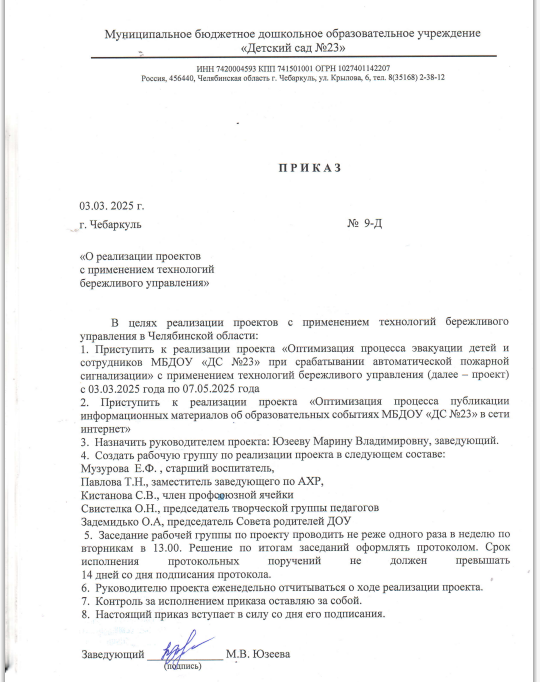 Муниципальное бюджетное дошкольное образовательное учреждение
«Детский сад №23»
ИНН 7420004593 КПП 741501001 ОГРН 1027401142207
Россия, 456440, Челябинская область г. Чебаркуль, ул. Крылова, 6, тел. 8(35168) 2-38-12
П Р И К А З
03.03. 2025 г.
г. Чебаркуль № 9-Д
«О реализации проектов
с применением технологий
бережливого управления»
В целях реализации проектов с применением технологий бережливого
управления в Челябинской области:
1. Приступить к реализации проекта «Оптимизация процесса эвакуации детей и
сотрудников МБДОУ «ДС №23» при срабатывании автоматической пожарной
сигнализации» с применением технологий бережливого управления (далее – проект)
с 03.03.2025 года по 07.05.2025 года
2. Приступить к реализации проекта «Оптимизация процесса публикации
информационных материалов об образовательных событиях МБДОУ «ДС №23» в сети
интернет»
3. Назначить руководителем проекта: Юзееву Марину Владимировну, заведующий.
4. Создать рабочую группу по реализации проекта в следующем составе:
Музурова Е.Ф. , старший воспитатель,
Павлова Т.Н., заместитель заведующего по АХР,
Кистанова С.В., член профсоюзной ячейки
Свистелка О.Н., председатель творческой группы педагогов
Задемидько О.А, председатель Совета родителей ДОУ
5. Заседание рабочей группы по проекту проводить не реже одного раза в неделю по
вторникам в 13.00. Решение по итогам заседаний оформлять протоколом. Срок
исполнения протокольных поручений не должен превышать
14 дней со дня подписания протокола.
6. Руководителю проекта еженедельно отчитываться о ходе реализации проекта.
7. Контроль за исполнением приказа оставляю за собой.
8. Настоящий приказ вступает в силу со дня его подписания.
Заведующий ______________ М.В. Юзеева
(подпись)